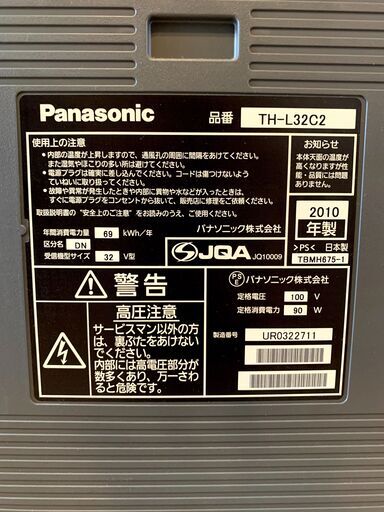 Panasonic
品番 TH-L32C2
使用上の注意
●内部の温度が上昇しますので、通風孔の周囲に間隔をあけてください。
また湿気やほこりの多い所は避けてください。
●電源プラグは確実に差し込んでください。コードは傷つけないよう
ていねいに取り扱ってください。
●故障や異常が発生したときや内部に異物や水などが入ったときは、
すぐに電源プラグをコンセントから抜いて、販売店に修理をご依頼ください。
取扱説明書の"安全上のご注意"をお読みのうえ、ご使用ください。
お知らせ
本体天面の温度
が高くなります
が、性能・品質
には問題ありま
せん。
年間消費電力量 69 kWh/年
区分名 DN
受信機型サイズ 32 V型
パナソニック株式会社
JQA JQ10009
2010
年製
>PS< 日本製
TBMH675-1
警告
高圧注意
サービスマン以外の方
は、裏ぶたをあけない
でください。
内部には高電圧部分が
数多くあり、万一さわ
ると危険です。
PSE パナソニック株式会社
定格電圧 100 V
定格消費電力 90 W
製造番号 UR0322711